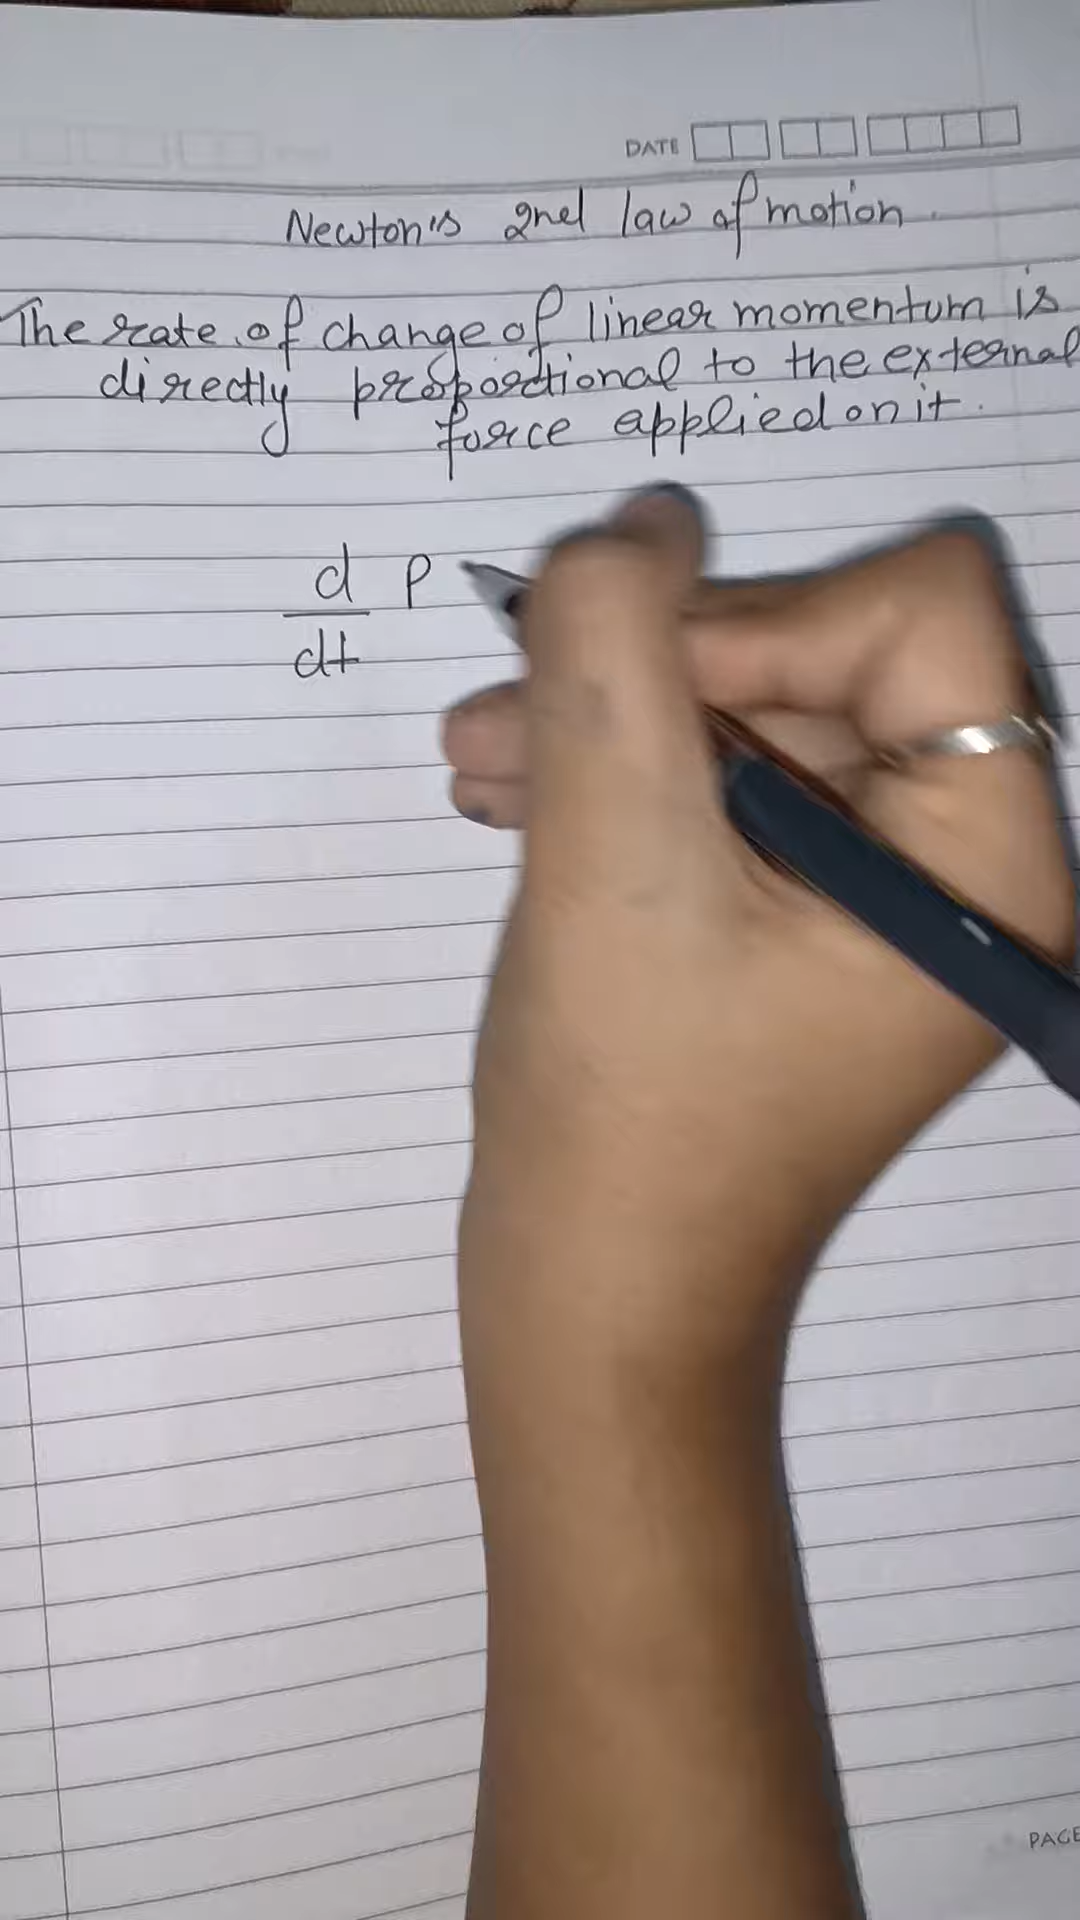 DATE
Newton's 2nd law of motion.
The rate of change of linear momentum is
directly proportional to the external
force applied on it.
d P
dt
PAGE